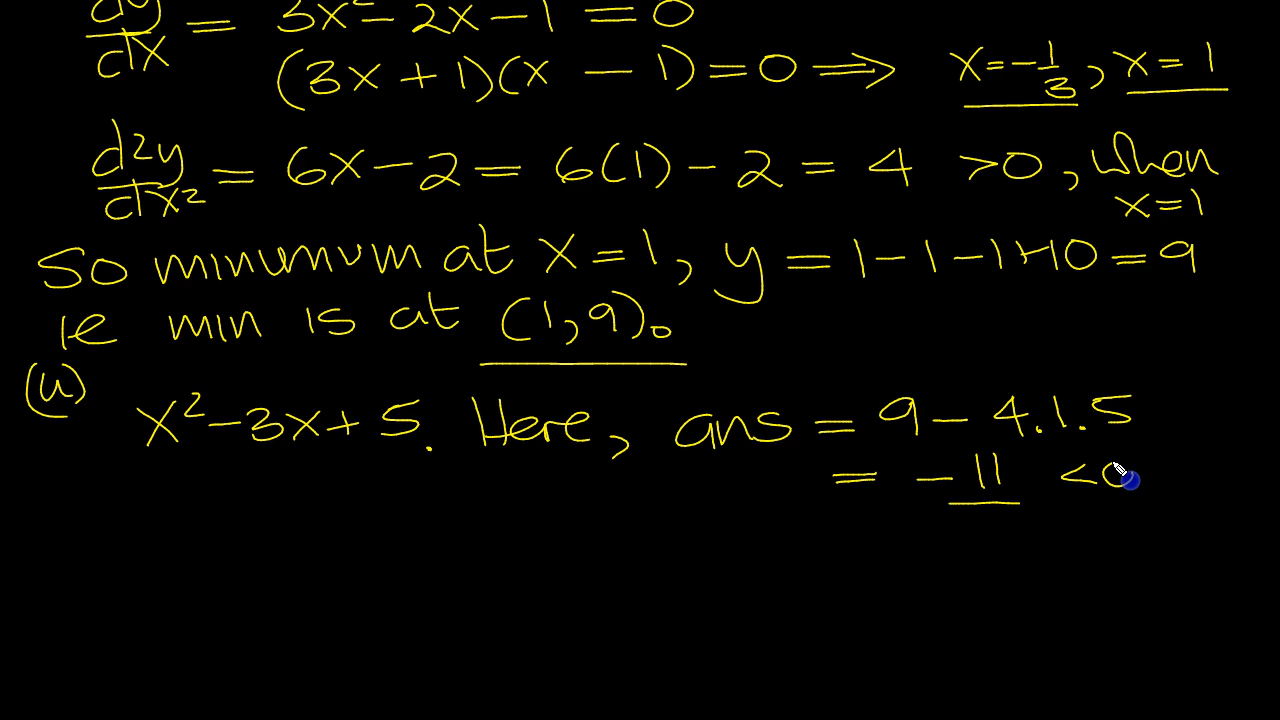 dy/dx = 3x² - 2x - 1 = 0
(3x + 1)(x - 1) = 0 ⟹ x = -1/3, x = 1
d²y/dx² = 6x - 2 = 6(1) - 2 = 4 > 0, when x = 1
So minumum at x = 1, y = 1 - 1 - 1 + 10 = 9
ie min is at (1, 9).
(ii)
x² - 3x + 5. Here, ans = 9 - 4.1.5
= -11 < 0